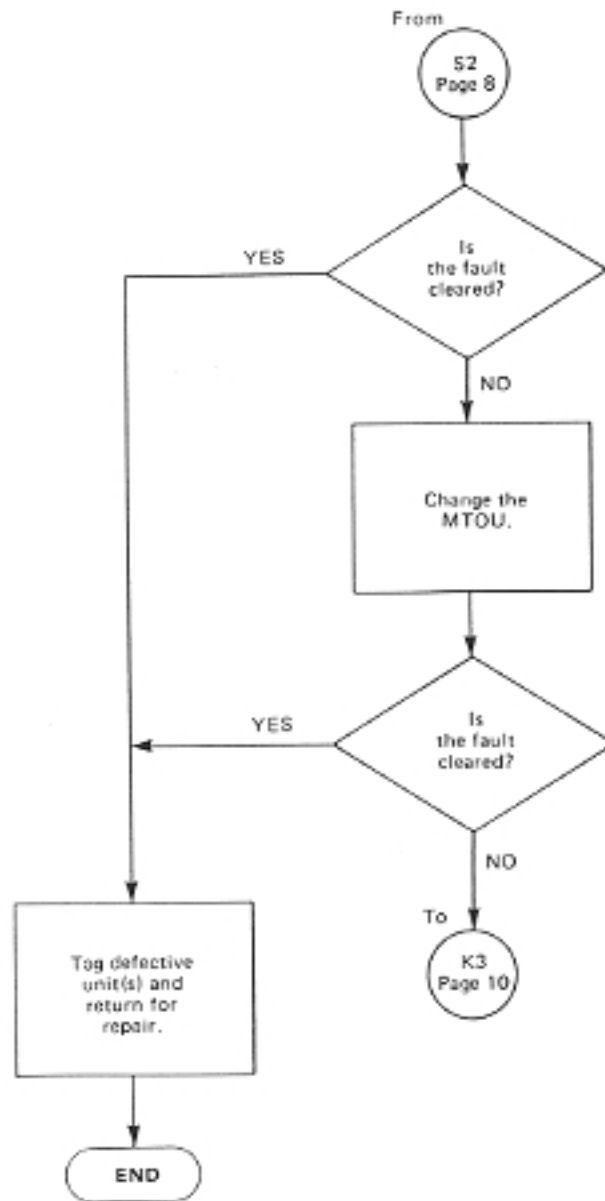 From
S2
Page 8
Is
the fault
cleared?
YES
NO
Change the
MTOU.
Is
the fault
cleared?
YES
NO
To
K3
Page 10
Tag defective
unit(s) and
return for
repair.
END